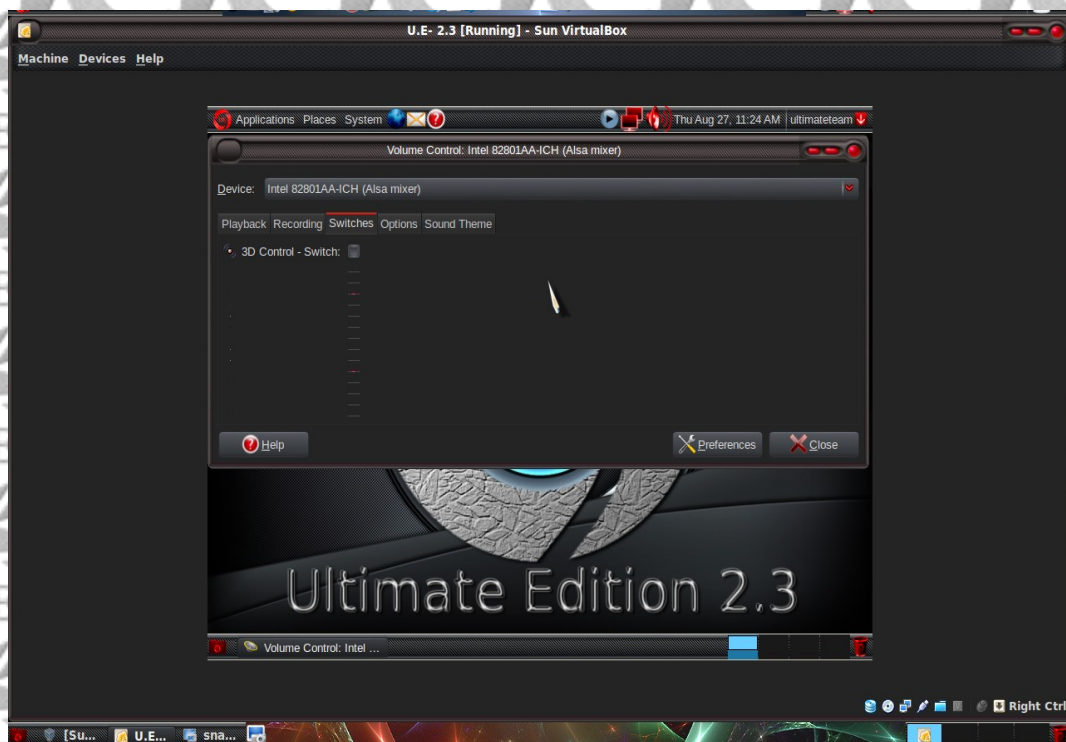 U.E- 2.3 [Running] - Sun VirtualBox
Machine Devices Help
Applications Places System Thu Aug 27, 11:24 AM ultimateteam
Volume Control: Intel 82801AA-ICH (Alsa mixer)
Device: Intel 82801AA-ICH (Alsa mixer)
Playback Recording Switches Options Sound Theme
3D Control - Switch:
Help Preferences Close
Ultimate Edition 2.3
Volume Control: Intel ...
Right Ctrl
[Su... U.E... sna...